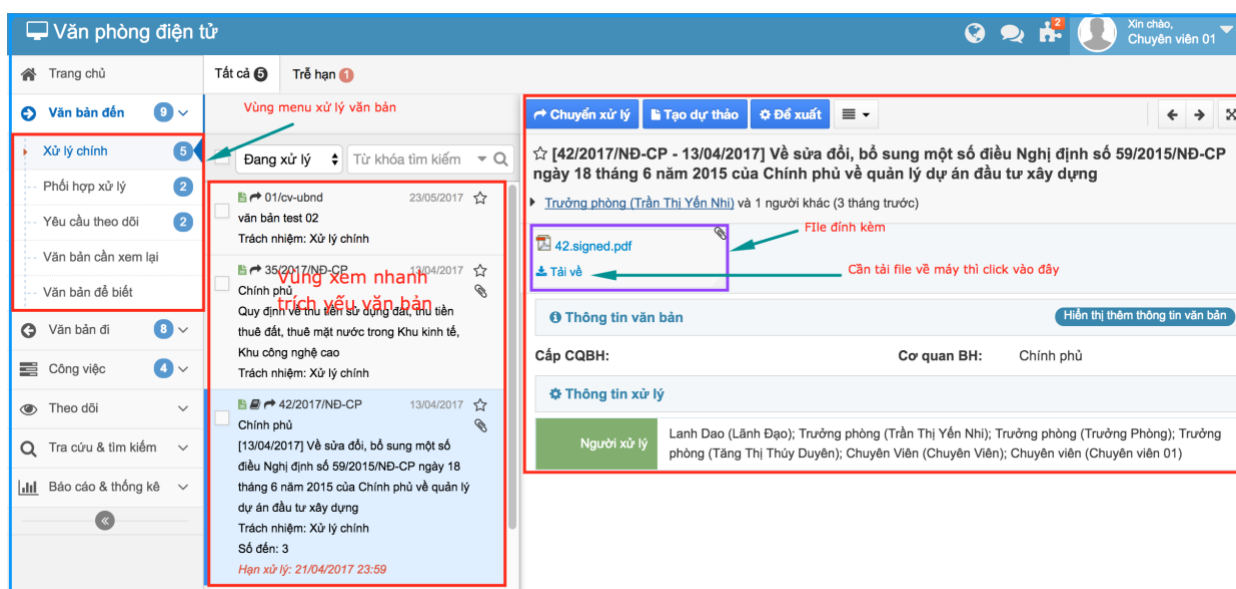 Văn phòng điện tử
2
Xin chào,
Chuyên viên 01
Trang chủ
Văn bản đến 9
Xử lý chính 5
Phối hợp xử lý 2
Yêu cầu theo dõi 2
Văn bản cần xem lại
Văn bản để biết
Văn bản đi 8
Công việc 4
Theo dõi
Tra cứu & tìm kiếm
Báo cáo & thống kê
Tất cả 5 Trễ hạn 1
Vùng menu xử lý văn bản
Đang xử lý Từ khóa tìm kiếm
01/cv-ubnd 23/05/2017
văn bản test 02
Trách nhiệm: Xử lý chính
35/2017/NĐ-CP 13/04/2017
Chính phủ
Quy định về thu tiền sử dụng đất, thu tiền
thuê đất, thuê mặt nước trong Khu kinh tế,
Khu công nghệ cao
Trách nhiệm: Xử lý chính
Vùng xem nhanh
trích yếu văn bản
42/2017/NĐ-CP 13/04/2017
Chính phủ
[13/04/2017] Về sửa đổi, bổ sung một số
điều Nghị định số 59/2015/NĐ-CP ngày 18
tháng 6 năm 2015 của Chính phủ về quản lý
dự án đầu tư xây dựng
Trách nhiệm: Xử lý chính
Số đến: 3
Hạn xử lý: 21/04/2017 23:59
Chuyển xử lý Tạo dự thảo Đề xuất
[42/2017/NĐ-CP - 13/04/2017] Về sửa đổi, bổ sung một số điều Nghị định số 59/2015/NĐ-CP
ngày 18 tháng 6 năm 2015 của Chính phủ về quản lý dự án đầu tư xây dựng
Trưởng phòng (Trần Thị Yến Nhi) và 1 người khác (3 tháng trước)
42.signed.pdf
FIle đính kèm
Tải về
Cần tải file về máy thì click vào đây
Thông tin văn bản Hiển thị thêm thông tin văn bản
Cấp CQBH: Cơ quan BH: Chính phủ
Thông tin xử lý
Người xử lý
Lanh Dao (Lãnh Đạo); Trưởng phòng (Trần Thị Yến Nhi); Trưởng phòng (Trưởng Phòng); Trưởng
phòng (Tăng Thị Thúy Duyên); Chuyên Viên (Chuyên Viên); Chuyên viên (Chuyên viên 01)